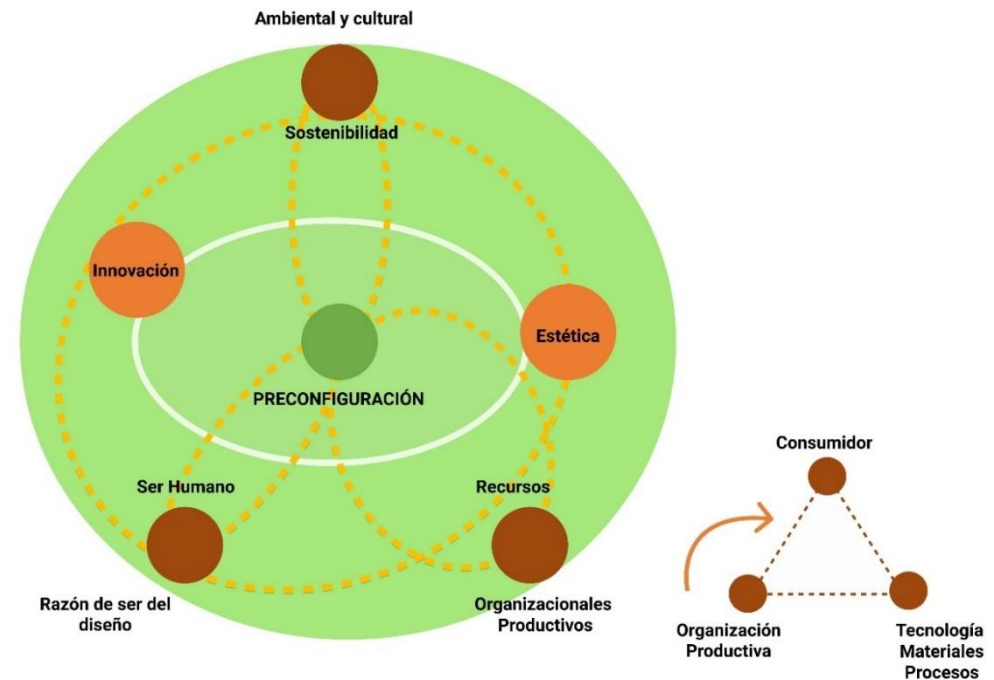 Ambiental y cultural
Sostenibilidad
Innovación
Estética
PRECONFIGURACIÓN
Ser Humano
Recursos
Razón de ser del
diseño
Organizacionales
Productivos
Consumidor
Organización
Productiva
Tecnología
Materiales
Procesos